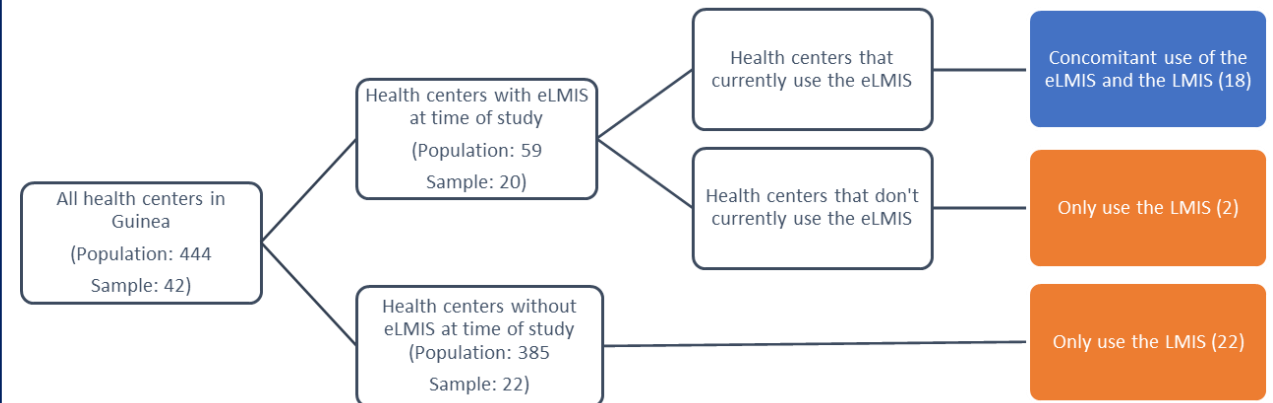 All health centers in
Guinea
(Population: 444
Sample: 42)
Health centers with eLMIS
at time of study
(Population: 59
Sample: 20)
Health centers without
eLMIS at time of study
(Population: 385
Sample: 22)
Health centers that
currently use the eLMIS
Health centers that don't
currently use the eLMIS
Concomitant use of the
eLMIS and the LMIS (18)
Only use the LMIS (2)
Only use the LMIS (22)